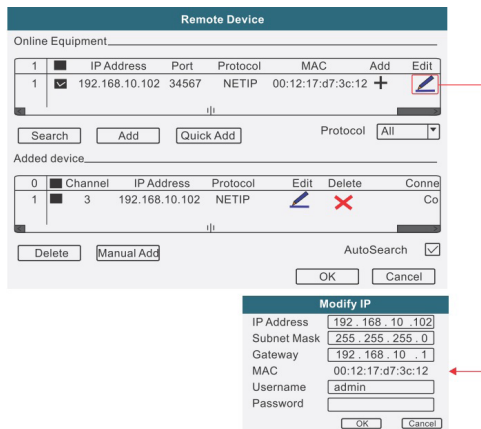 Remote Device
Online Equipment
1 IP Address Port Protocol MAC Add Edit
1 192.168.10.102 34567 NETIP 00:12:17:d7:3c:12
Search Add Quick Add Protocol All
Added device
0 Channel IP Address Protocol Edit Delete Conne
1 3 192.168.10.102 NETIP Co
Delete Manual Add AutoSearch
OK Cancel
Modify IP
IP Address 192 . 168 . 10 .102
Subnet Mask 255 . 255 . 255 . 0
Gateway 192 . 168 . 10 . 1
MAC 00:12:17:d7:3c:12
Username admin
Password
OK Cancel